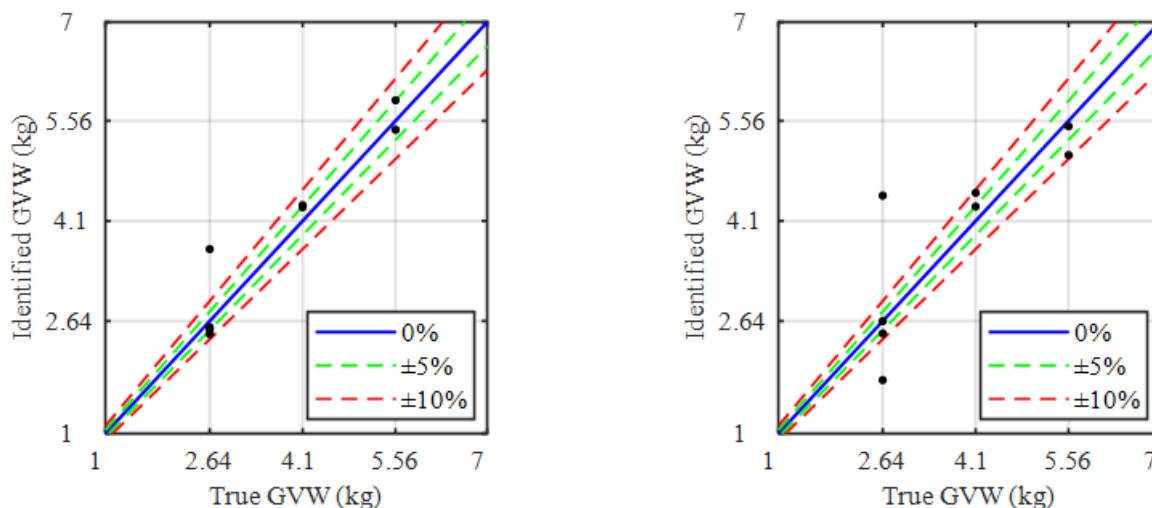 7
5.56
4.1
2.64
1
Identified GVW (kg)
0%
±5%
±10%
1 2.64 4.1 5.56 7
True GVW (kg)
7
5.56
4.1
2.64
1
Identified GVW (kg)
0%
±5%
±10%
1 2.64 4.1 5.56 7
True GVW (kg)